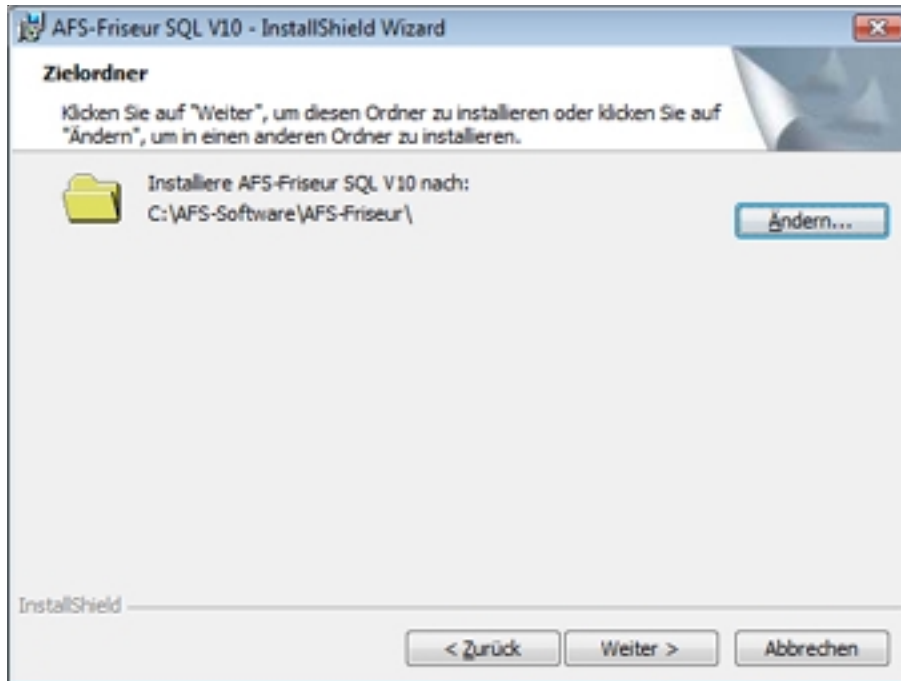 AFS-Friseur SQL V10 - InstallShield Wizard
Zielordner
Klicken Sie auf "Weiter", um diesen Ordner zu installieren oder klicken Sie auf
"Ändern", um in einen anderen Ordner zu installieren.
Installiere AFS-Friseur SQL V10 nach:
C:\AFS-Software\AFS-Friseur\
Ändern...
InstallShield
< Zurück
Weiter >
Abbrechen